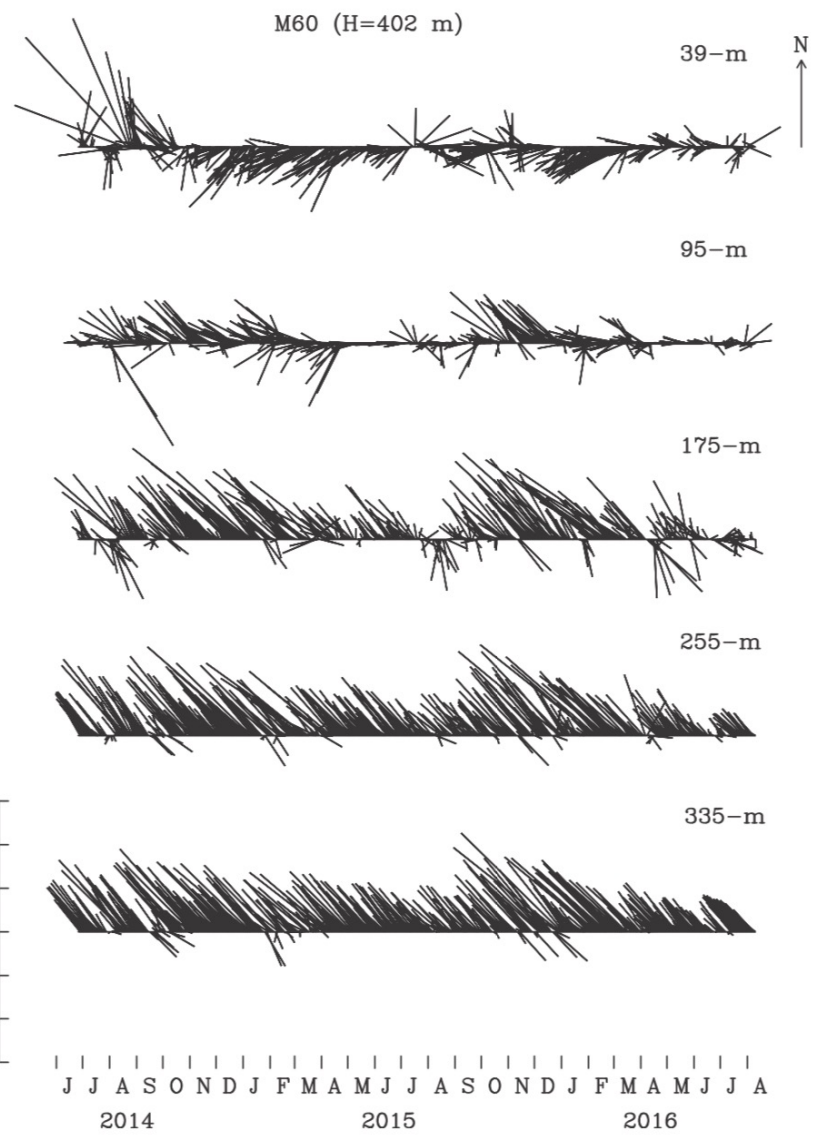 M60 (H=402 m)
39-m
N
95-m
175-m
255-m
335-m
J J A S O N D J F M A M J J A S O N D J F M A M J J A
2014 2015 2016